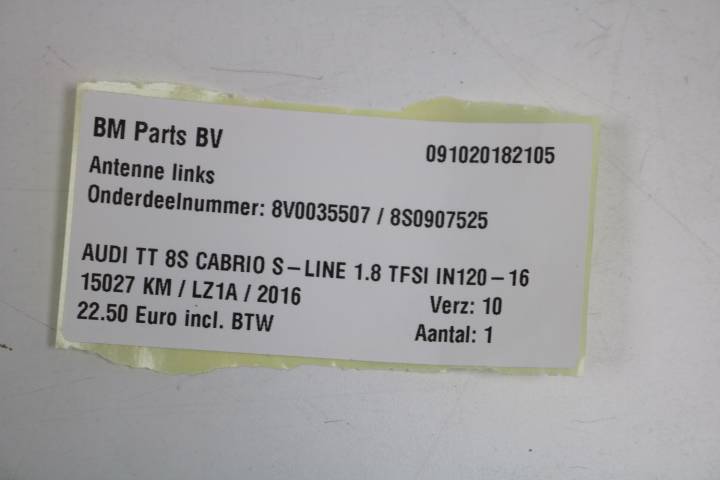 BM Parts BV 091020182105
Antenne links
Onderdeelnummer: 8V0035507 / 8S0907525
AUDI TT 8S CABRIO S-LINE 1.8 TFSI IN120-16
15027 KM / LZ1A / 2016 Verz: 10
22.50 Euro incl. BTW Aantal: 1